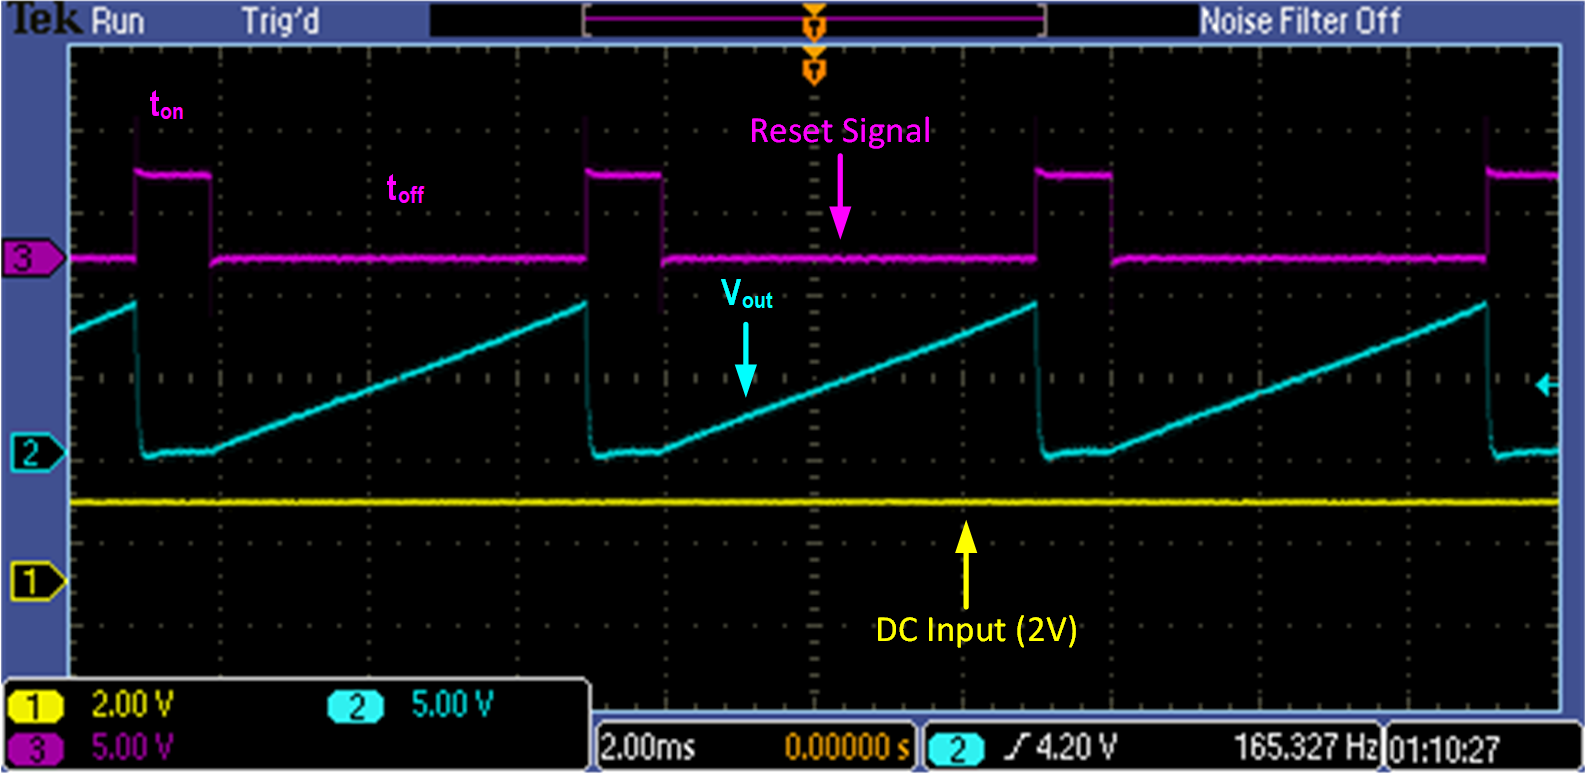 Tek Run Trig'd Noise Filter Off
T
T
ton
Reset Signal
toff
3
Vout
2
1
DC Input (2V)
1 2.00 V 2 5.00 V
3 5.00 V
2.00ms 0.00000 s 2 4.20 V 165.327 Hz 01:10:27